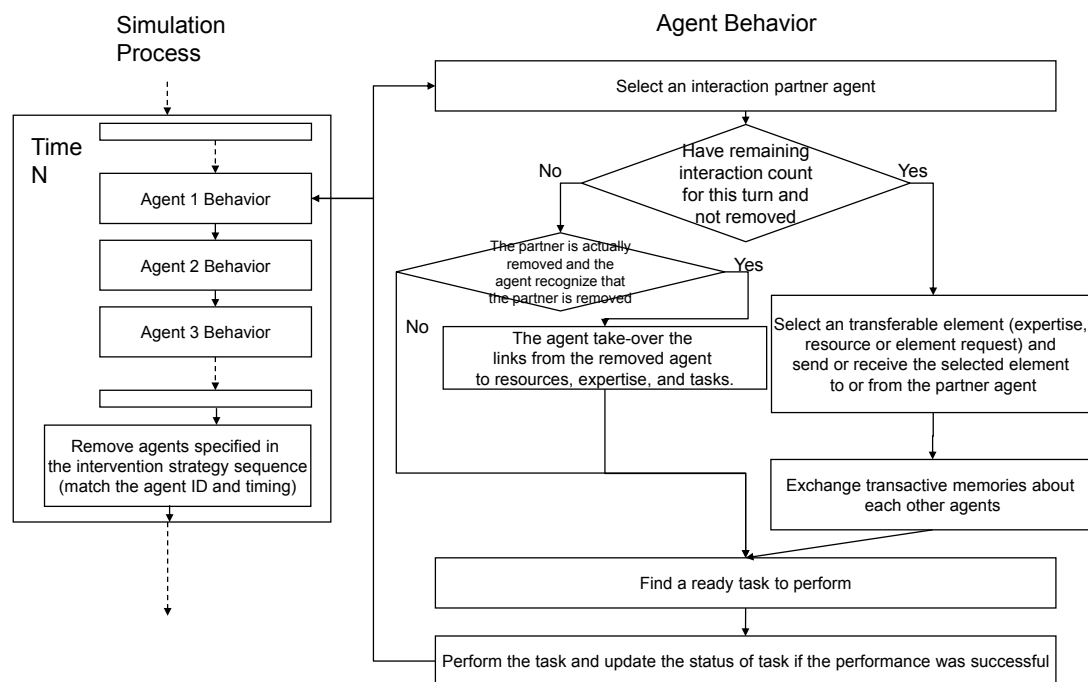 Simulation
Process
Agent Behavior
Time
N
Agent 1 Behavior
Agent 2 Behavior
Agent 3 Behavior
Remove agents specified in
the intervention strategy sequence
(match the agent ID and timing)
Select an interaction partner agent
Have remaining
interaction count
for this turn and
not removed
No
Yes
The partner is actually
removed and the
agent recognize that
the partner is removed
Yes
No
The agent take-over the
links from the removed agent
to resources, expertise, and tasks.
Select an transferable element (expertise,
resource or element request) and
send or receive the selected element
to or from the partner agent
Exchange transactive memories about
each other agents
Find a ready task to perform
Perform the task and update the status of task if the performance was successful